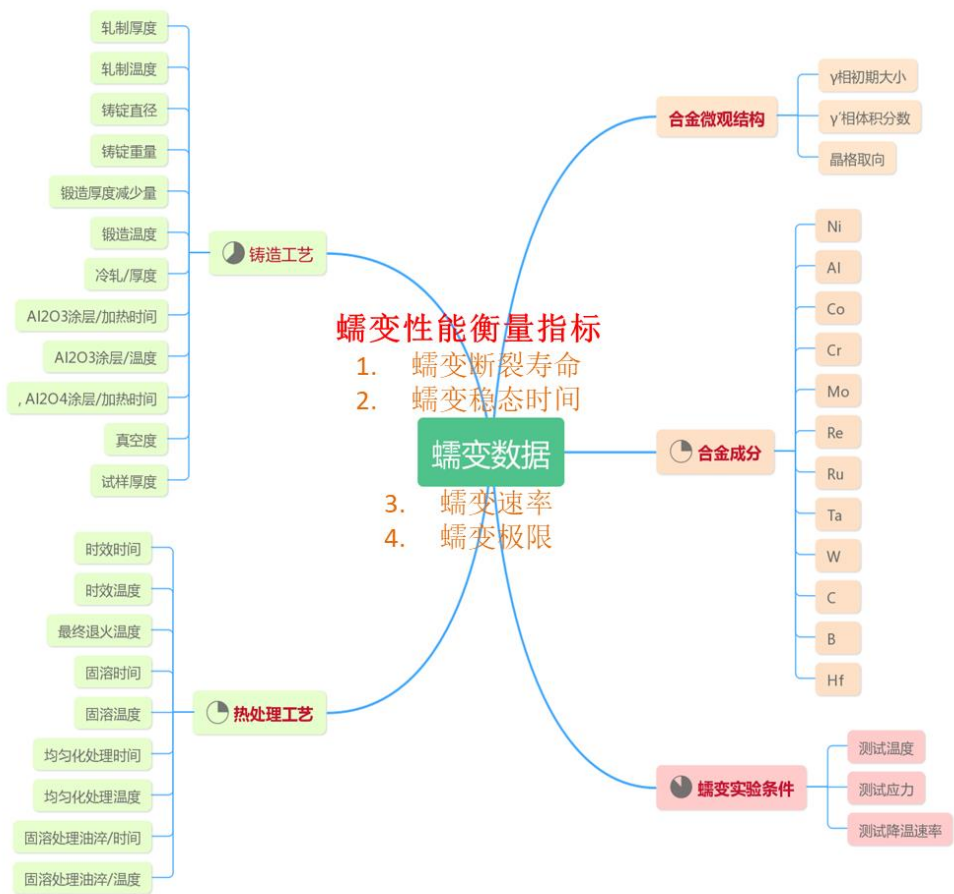 轧制厚度
轧制温度
铸锭直径
铸锭重量
锻造厚度减少量
锻造温度
冷轧/厚度
Al2O3涂层/加热时间
Al2O3涂层/温度
, Al2O4涂层/加热时间
真空度
试样厚度
铸造工艺
时效时间
时效温度
最终退火温度
固溶时间
固溶温度
均匀化处理时间
均匀化处理温度
固溶处理油淬/时间
固溶处理油淬/温度
热处理工艺
蠕变性能衡量指标
1. 蠕变断裂寿命
2. 蠕变稳态时间
蠕变数据
3. 蠕变速率
4. 蠕变极限
合金微观结构
γ相初期大小
γ'相体积分数
晶格取向
合金成分
Ni
Al
Co
Cr
Mo
Re
Ru
Ta
W
C
B
Hf
蠕变实验条件
测试温度
测试应力
测试降温速率